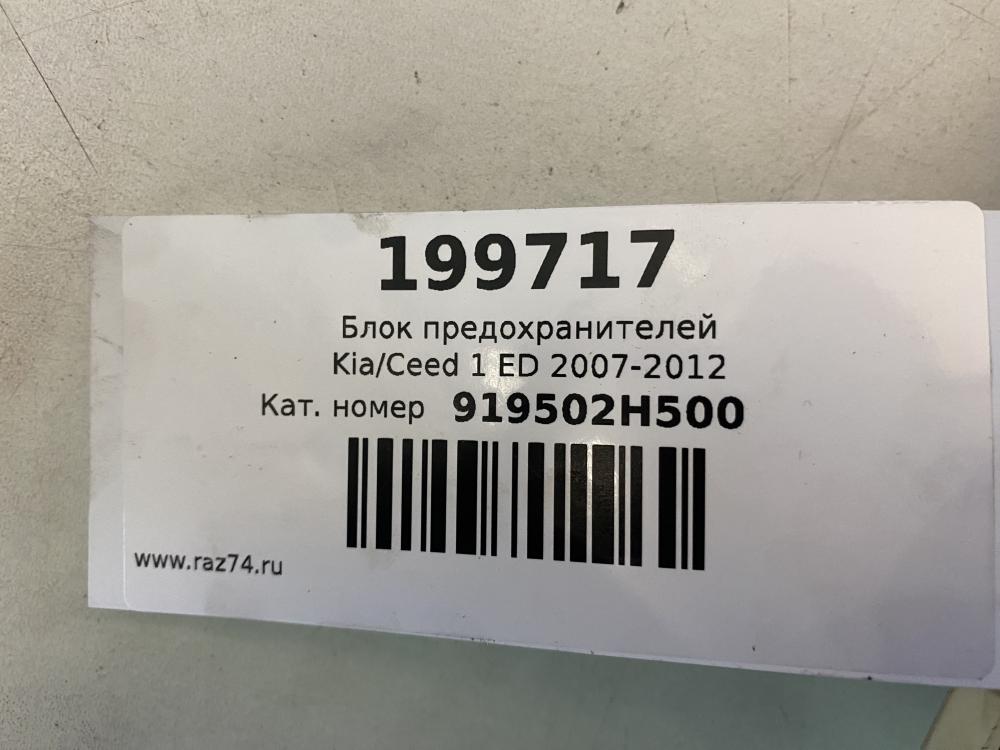 199717
Блок предохранителей
Kia/Ceed 1 ED 2007-2012
Кат. номер 919502H500
www.raz74.ru